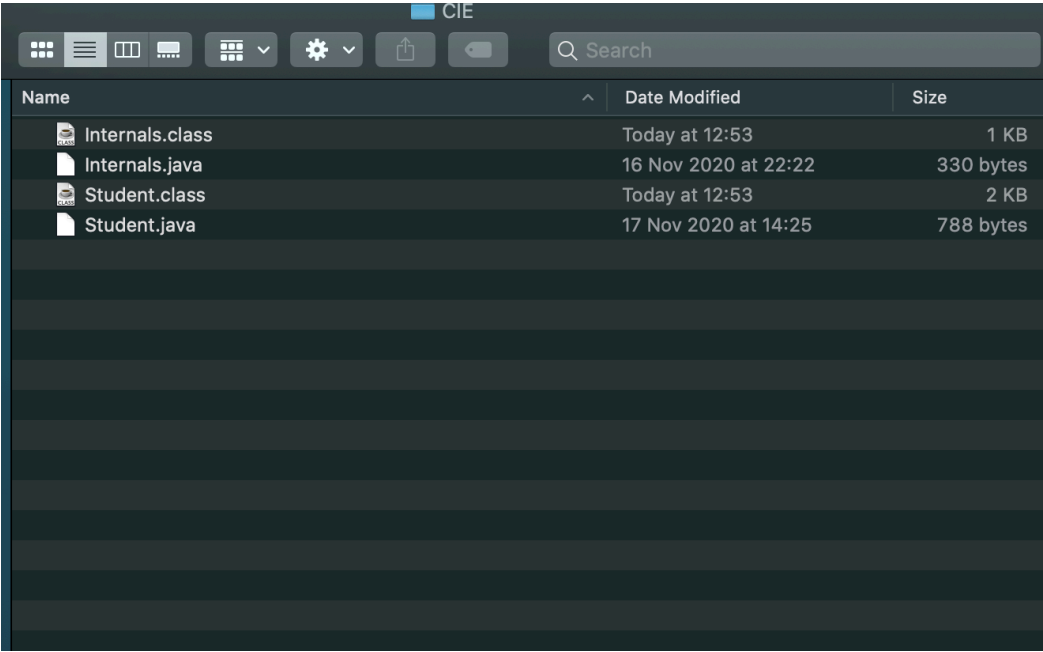 CIE
Search
Name Date Modified Size
Internals.class Today at 12:53 1 KB
Internals.java 16 Nov 2020 at 22:22 330 bytes
Student.class Today at 12:53 2 KB
Student.java 17 Nov 2020 at 14:25 788 bytes